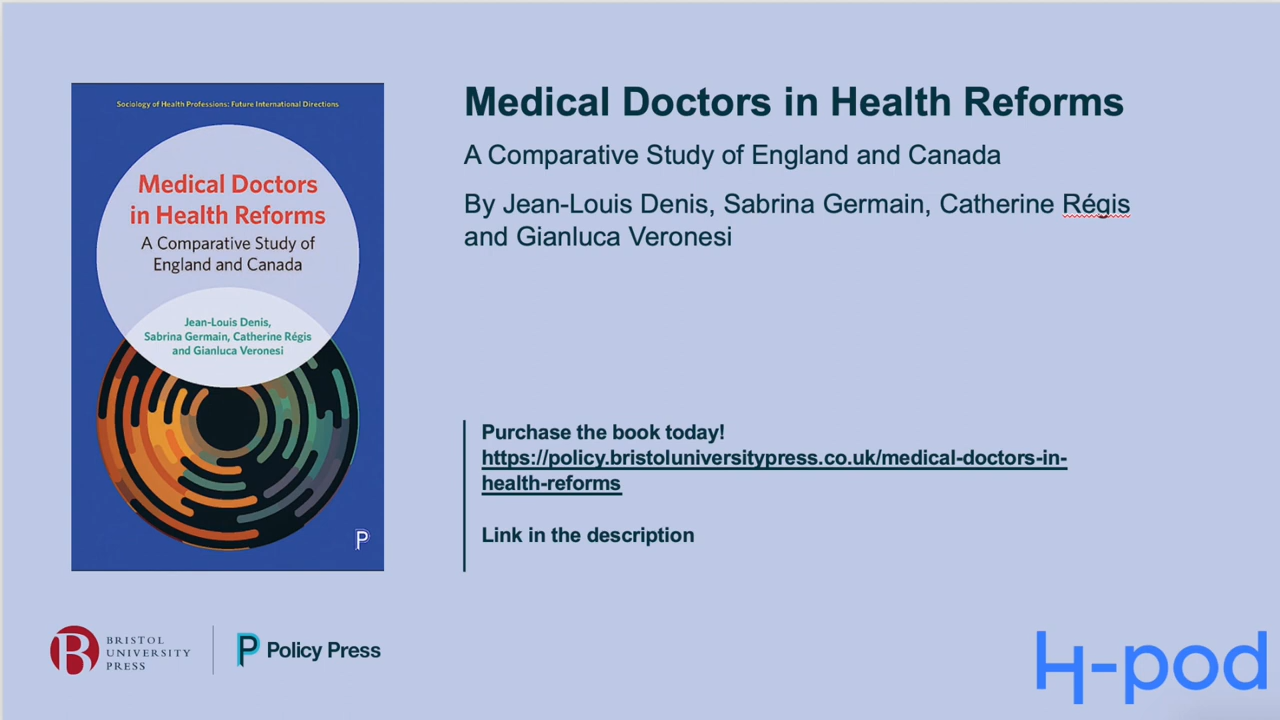 Sociology of Health Professions: Future International Directions
Medical Doctors
in Health Reforms
A Comparative Study of
England and Canada
Jean-Louis Denis,
Sabrina Germain, Catherine Régis
and Gianluca Veronesi
P
Medical Doctors in Health Reforms
A Comparative Study of England and Canada
By Jean-Louis Denis, Sabrina Germain, Catherine Régis
and Gianluca Veronesi
Purchase the book today!
https://policy.bristoluniversitypress.co.uk/medical-doctors-in-
health-reforms
Link in the description
B
BRISTOL
UNIVERSITY
PRESS
P Policy Press
H-pod